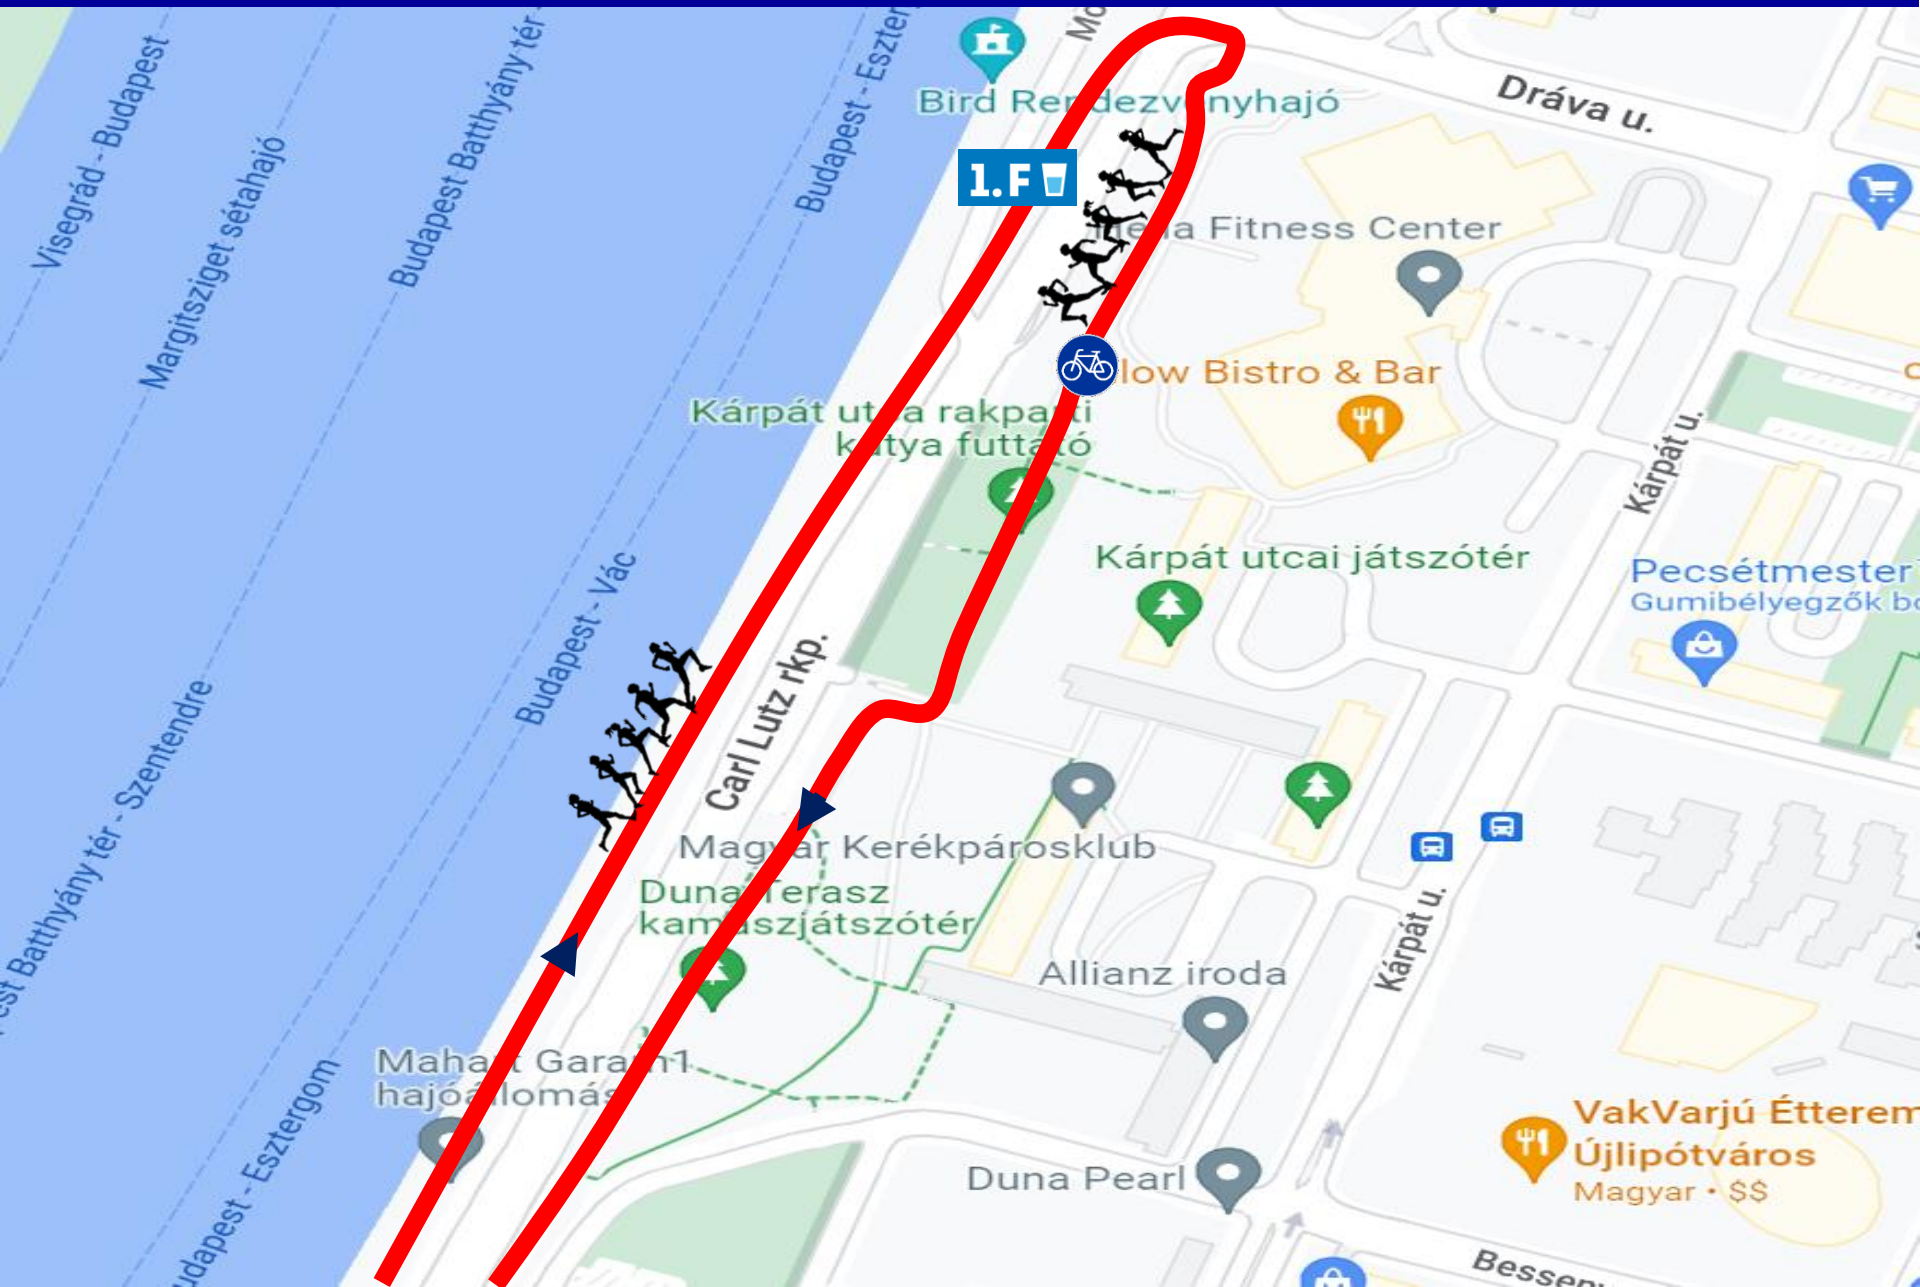 Visegrád - Budapest
Margitsziget sétahajó
Budapest Batthyány tér -
Budapest - Eszter
Bird Rendezvényhajó
1.F
Dráva u.
Fitness Center
low Bistro & Bar
Kárpát utca rakparti
kutya futtató
Kárpát u.
Kárpát utcai játszótér
Pecsétmester
Gumibélyegzők bo
Budapest - Vác
Carl Lutz rkp.
est Batthyány tér - Szentendre
Magyar Kerékpárosklub
Duna Terasz
kamaszjátszótér
Kárpát u.
Allianz iroda
Mahart Garam1
hajóállomás
udapest - Esztergom
Duna Pearl
VakVarjú Étterem
Újlipótváros
Magyar • $$
Bessen